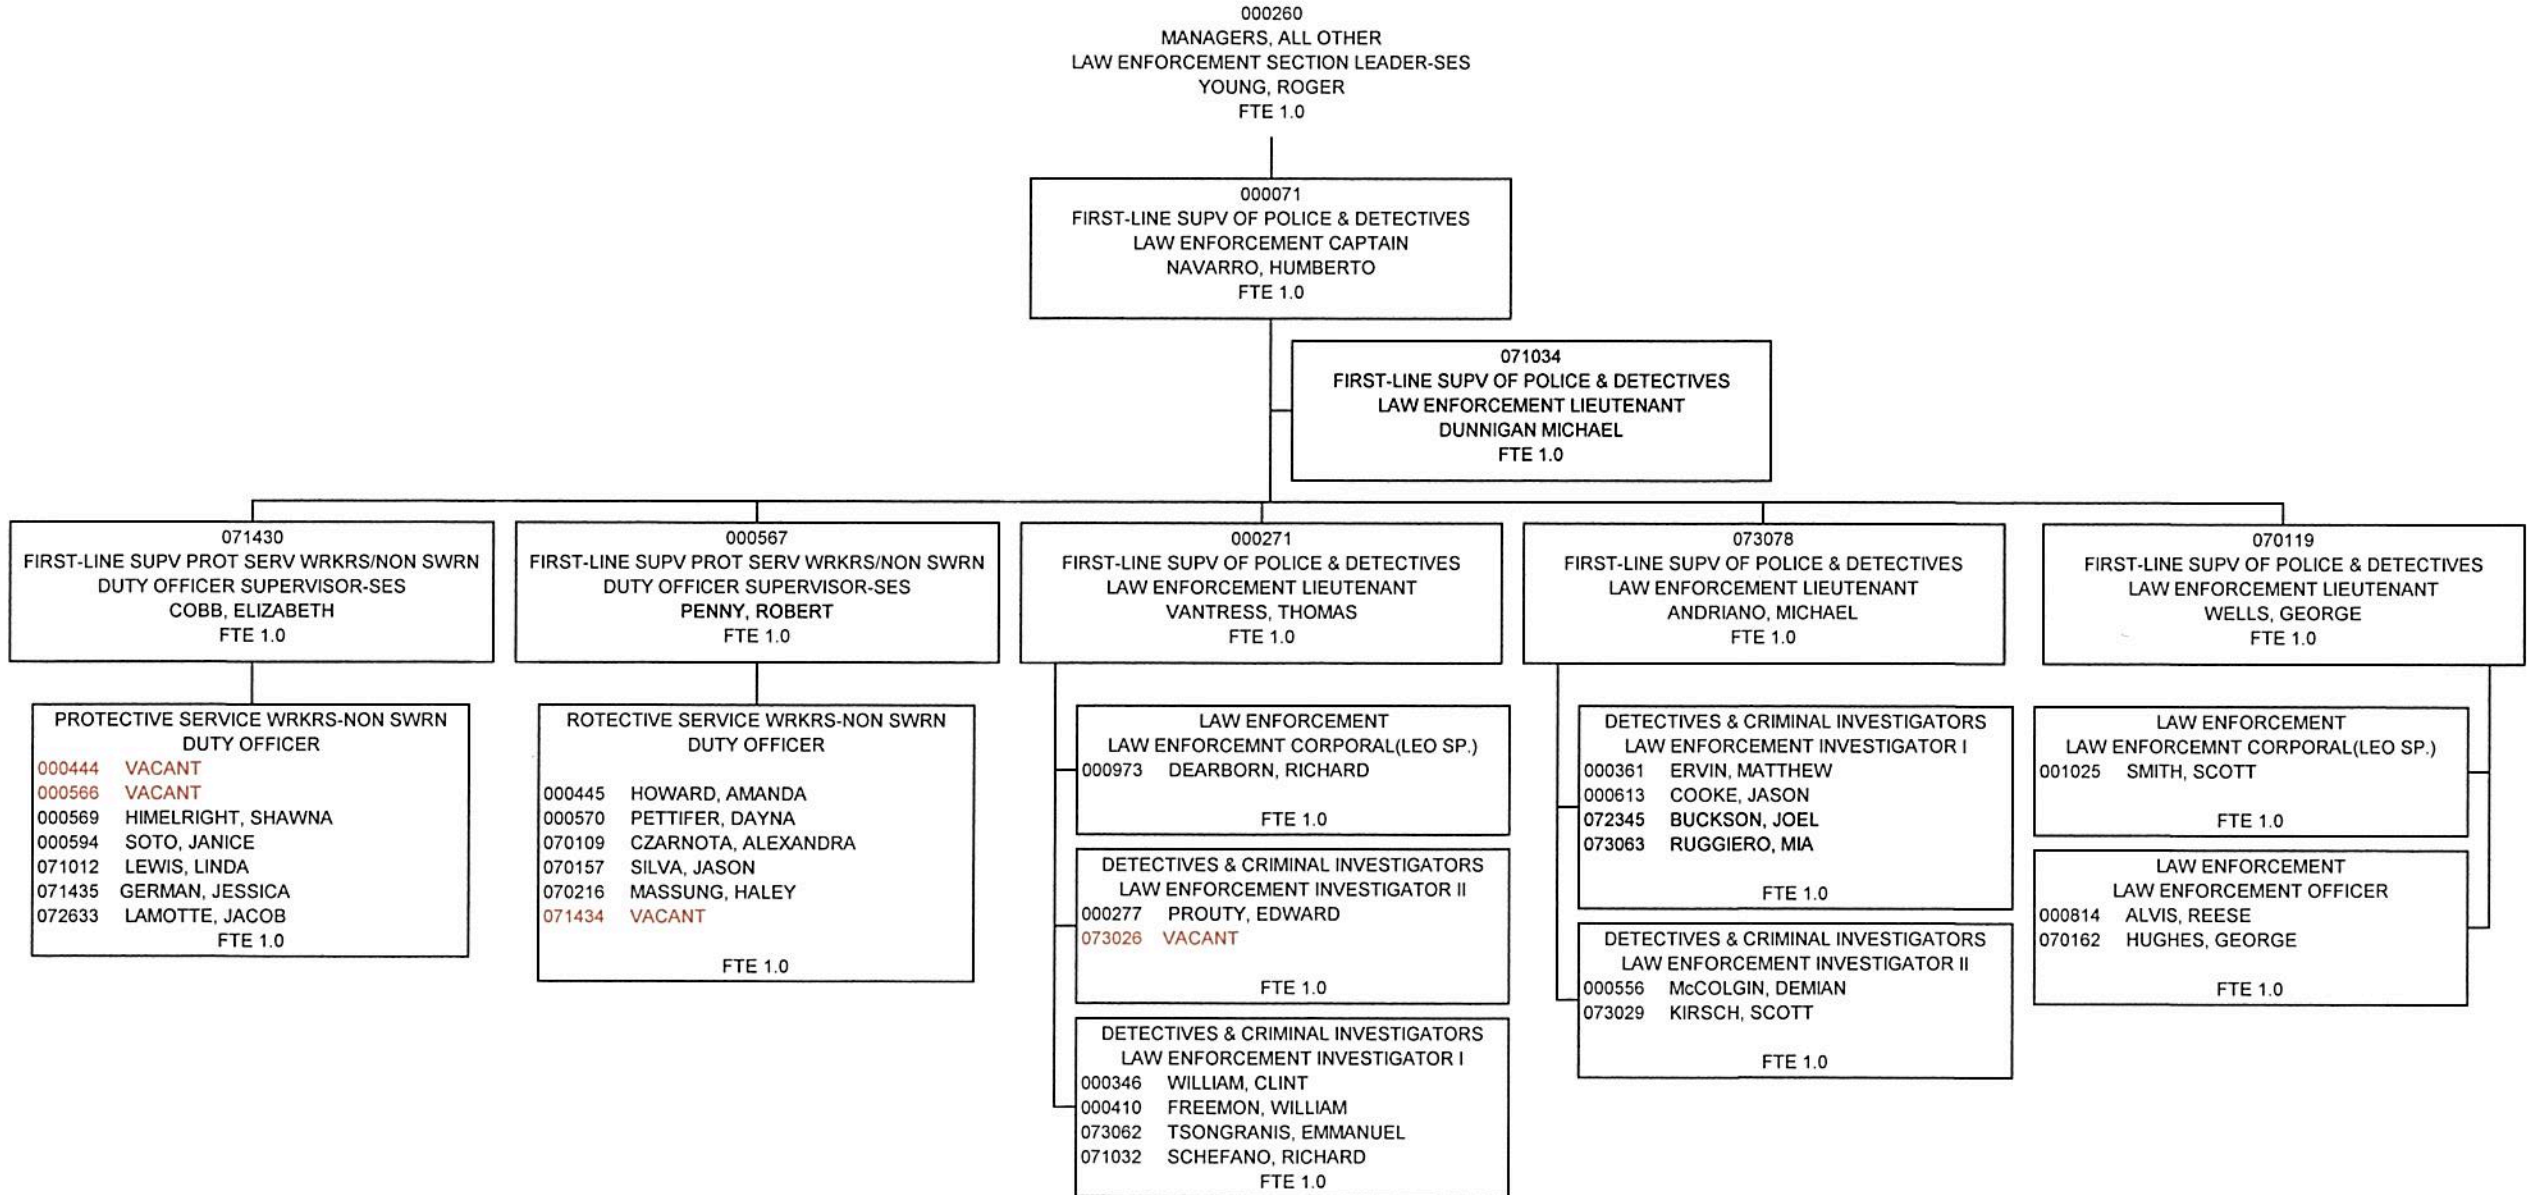 000260
MANAGERS, ALL OTHER
LAW ENFORCEMENT SECTION LEADER-SES
YOUNG, ROGER
FTE 1.0
000071
FIRST-LINE SUPV OF POLICE & DETECTIVES
LAW ENFORCEMENT CAPTAIN
NAVARRO, HUMBERTO
FTE 1.0
071034
FIRST-LINE SUPV OF POLICE & DETECTIVES
LAW ENFORCEMENT LIEUTENANT
DUNNIGAN MICHAEL
FTE 1.0
071430
FIRST-LINE SUPV PROT SERV WRKRS/NON SWRN
DUTY OFFICER SUPERVISOR-SES
COBB, ELIZABETH
FTE 1.0
PROTECTIVE SERVICE WRKRS-NON SWRN
DUTY OFFICER
000444 VACANT
000566 VACANT
000569 HIMELRIGHT, SHAWNA
000594 SOTO, JANICE
071012 LEWIS, LINDA
071435 GERMAN, JESSICA
072633 LAMOTTE, JACOB
FTE 1.0
000567
FIRST-LINE SUPV PROT SERV WRKRS/NON SWRN
DUTY OFFICER SUPERVISOR-SES
PENNY, ROBERT
FTE 1.0
ROTECTIVE SERVICE WRKRS-NON SWRN
DUTY OFFICER
000445 HOWARD, AMANDA
000570 PETTIFER, DAYNA
070109 CZARNOTA, ALEXANDRA
070157 SILVA, JASON
070216 MASSUNG, HALEY
071434 VACANT
FTE 1.0
000271
FIRST-LINE SUPV OF POLICE & DETECTIVES
LAW ENFORCEMENT LIEUTENANT
VANTRESS, THOMAS
FTE 1.0
LAW ENFORCEMENT
LAW ENFORCEMNT CORPORAL(LEO SP.)
000973 DEARBORN, RICHARD
FTE 1.0
DETECTIVES & CRIMINAL INVESTIGATORS
LAW ENFORCEMENT INVESTIGATOR II
000277 PROUTY, EDWARD
073026 VACANT
FTE 1.0
DETECTIVES & CRIMINAL INVESTIGATORS
LAW ENFORCEMENT INVESTIGATOR I
000346 WILLIAM, CLINT
000410 FREEMON, WILLIAM
073062 TSONGRANIS, EMMANUEL
071032 SCHEFANO, RICHARD
FTE 1.0
073078
FIRST-LINE SUPV OF POLICE & DETECTIVES
LAW ENFORCEMENT LIEUTENANT
ANDRIANO, MICHAEL
FTE 1.0
DETECTIVES & CRIMINAL INVESTIGATORS
LAW ENFORCEMENT INVESTIGATOR I
000361 ERVIN, MATTHEW
000613 COOKE, JASON
072345 BUCKSON, JOEL
073063 RUGGIERO, MIA
FTE 1.0
DETECTIVES & CRIMINAL INVESTIGATORS
LAW ENFORCEMENT INVESTIGATOR II
000556 McCOLGIN, DEMIAN
073029 KIRSCH, SCOTT
FTE 1.0
070119
FIRST-LINE SUPV OF POLICE & DETECTIVES
LAW ENFORCEMENT LIEUTENANT
WELLS, GEORGE
FTE 1.0
LAW ENFORCEMENT
LAW ENFORCEMNT CORPORAL(LEO SP.)
001025 SMITH, SCOTT
FTE 1.0
LAW ENFORCEMENT
LAW ENFORCEMENT OFFICER
000814 ALVIS, REESE
070162 HUGHES, GEORGE
FTE 1.0